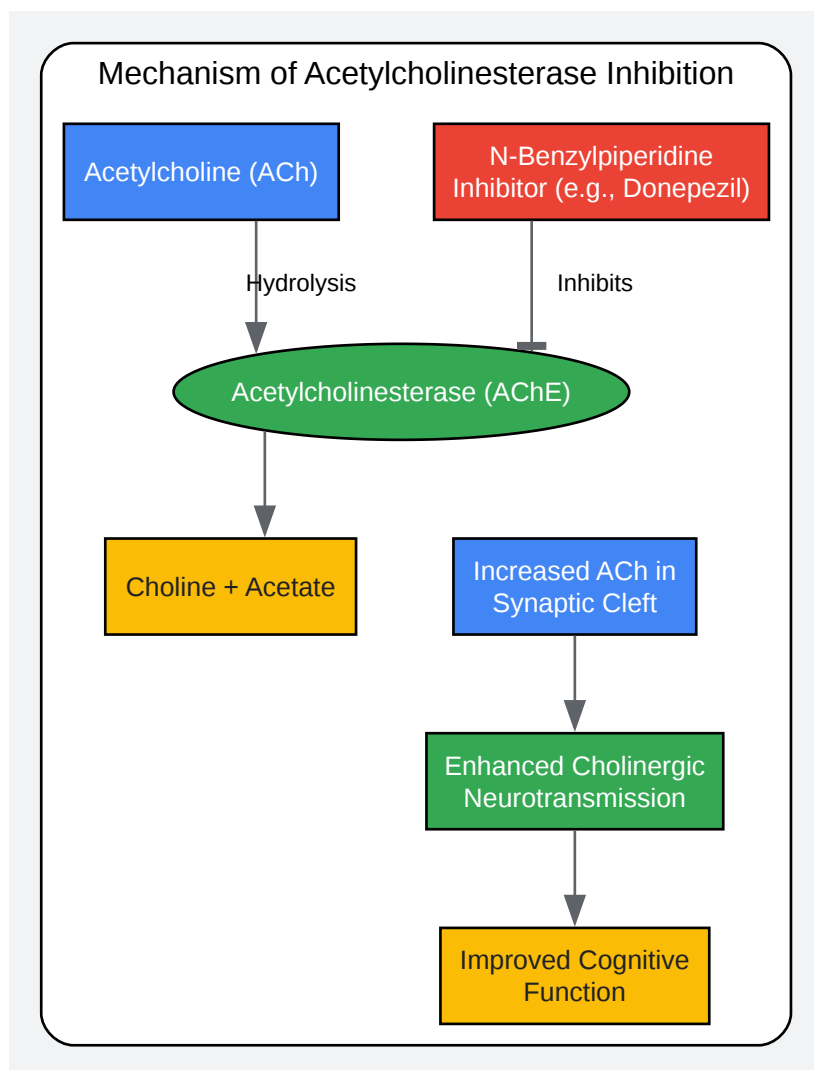 Mechanism of Acetylcholinesterase Inhibition
Acetylcholine (ACh)
N-Benzylpiperidine
Inhibitor (e.g., Donepezil)
Hydrolysis
Inhibits
Acetylcholinesterase (AChE)
Choline + Acetate
Increased ACh in
Synaptic Cleft
Enhanced Cholinergic
Neurotransmission
Improved Cognitive
Function